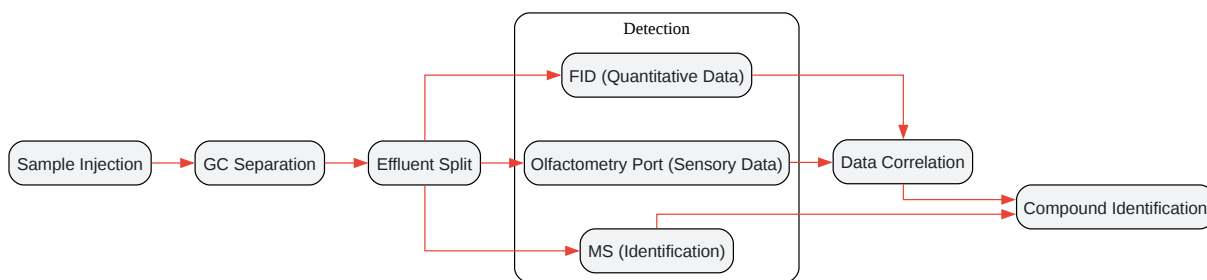 Detection
FID (Quantitative Data)
Sample Injection
GC Separation
Effluent Split
Olfactometry Port (Sensory Data)
Data Correlation
Compound Identification
MS (Identification)